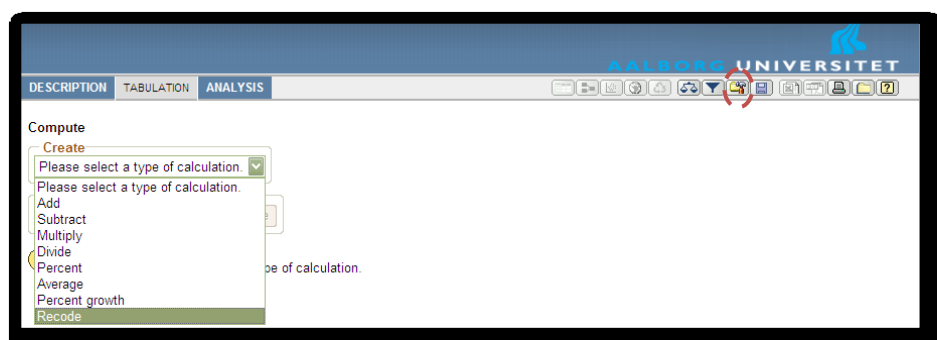 AALBORG UNIVERSITET
DESCRIPTION TABULATION ANALYSIS
Compute
Create
Please select a type of calculation.
Please select a type of calculation.
Add
Subtract
Multiply
Divide
Percent
pe of calculation.
Average
Percent growth
Recode